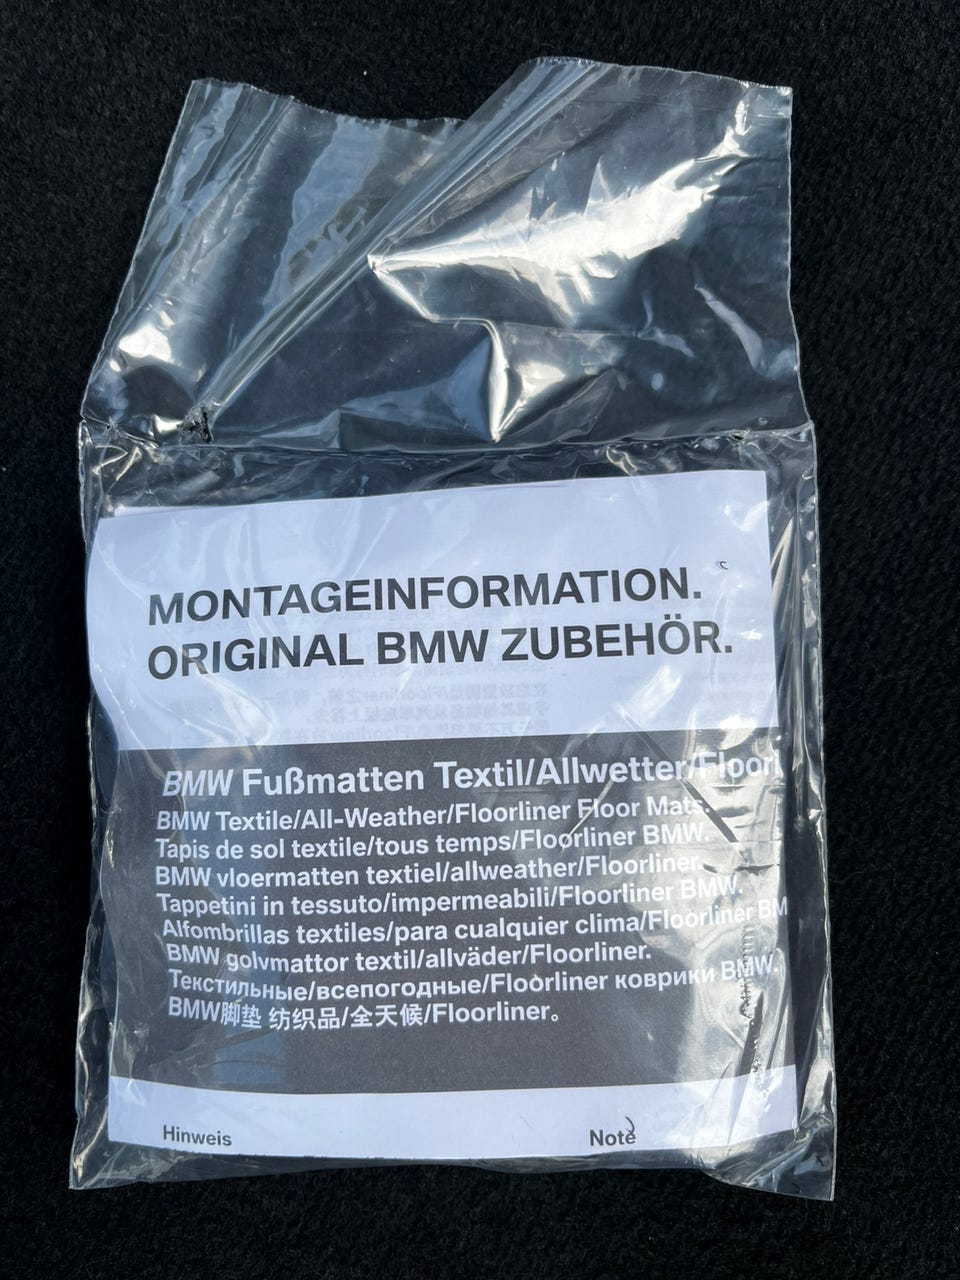 MONTAGEINFORMATION.
ORIGINAL BMW ZUBEHÖR.
BMW Fußmatten Textil/Allwetter/Floorl
BMW Textile/All-Weather/Floorliner Floor Mats.
Tapis de sol textile/tous temps/Floorliner BMW.
BMW vloermatten textiel/allweather/Floorliner.
Tappetini in tessuto/impermeabili/Floorliner BMW.
Alfombrillas textiles/para cualquier clima/Floorliner BM
BMW golvmattor textil/allväder/Floorliner.
Текстильные/всепогодные/Floorliner коврики BMW.
BMW脚垫 纺织品/全天候/Floorliner。
Hinweis
Note